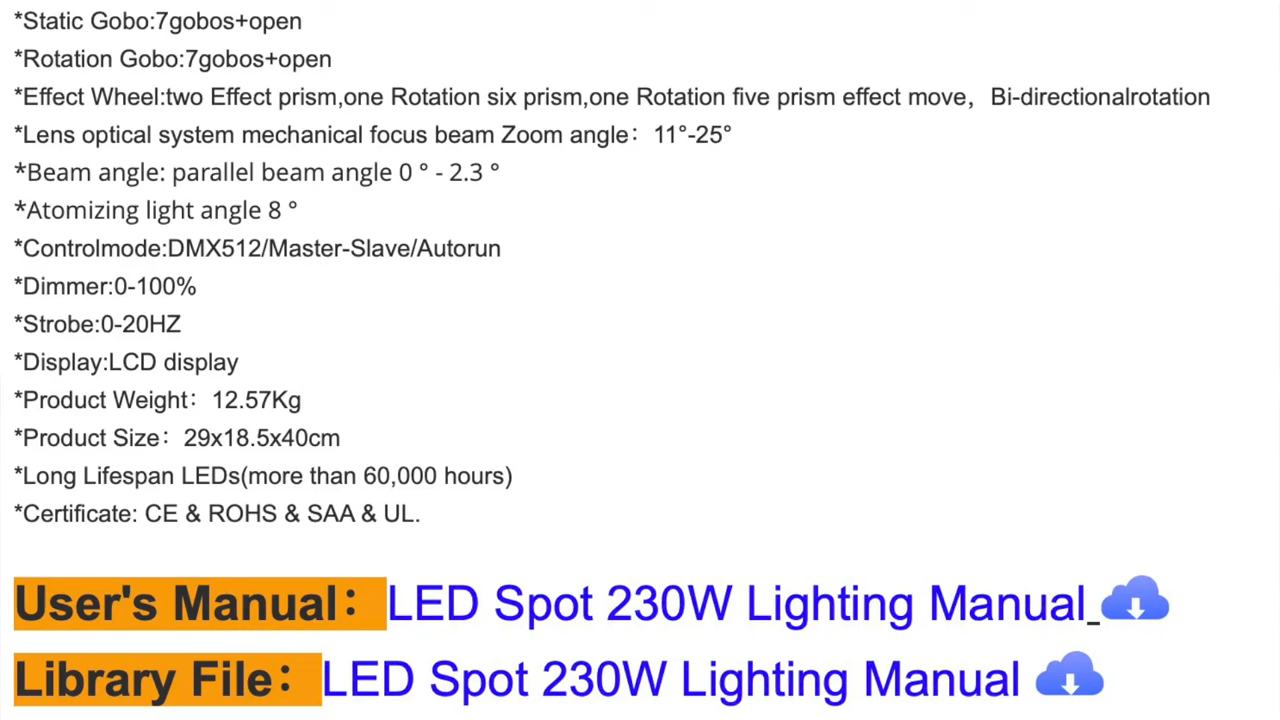 *Static Gobo:7gobos+open
*Rotation Gobo:7gobos+open
*Effect Wheel:two Effect prism,one Rotation six prism,one Rotation five prism effect move，Bi-directionalrotation
*Lens optical system mechanical focus beam Zoom angle：11°-25°
*Beam angle: parallel beam angle 0 ° - 2.3 °
*Atomizing light angle 8 °
*Controlmode:DMX512/Master-Slave/Autorun
*Dimmer:0-100%
*Strobe:0-20HZ
*Display:LCD display
*Product Weight：12.57Kg
*Product Size：29x18.5x40cm
*Long Lifespan LEDs(more than 60,000 hours)
*Certificate: CE & ROHS & SAA & UL.
User's Manual：LED Spot 230W Lighting Manual
Library File：LED Spot 230W Lighting Manual